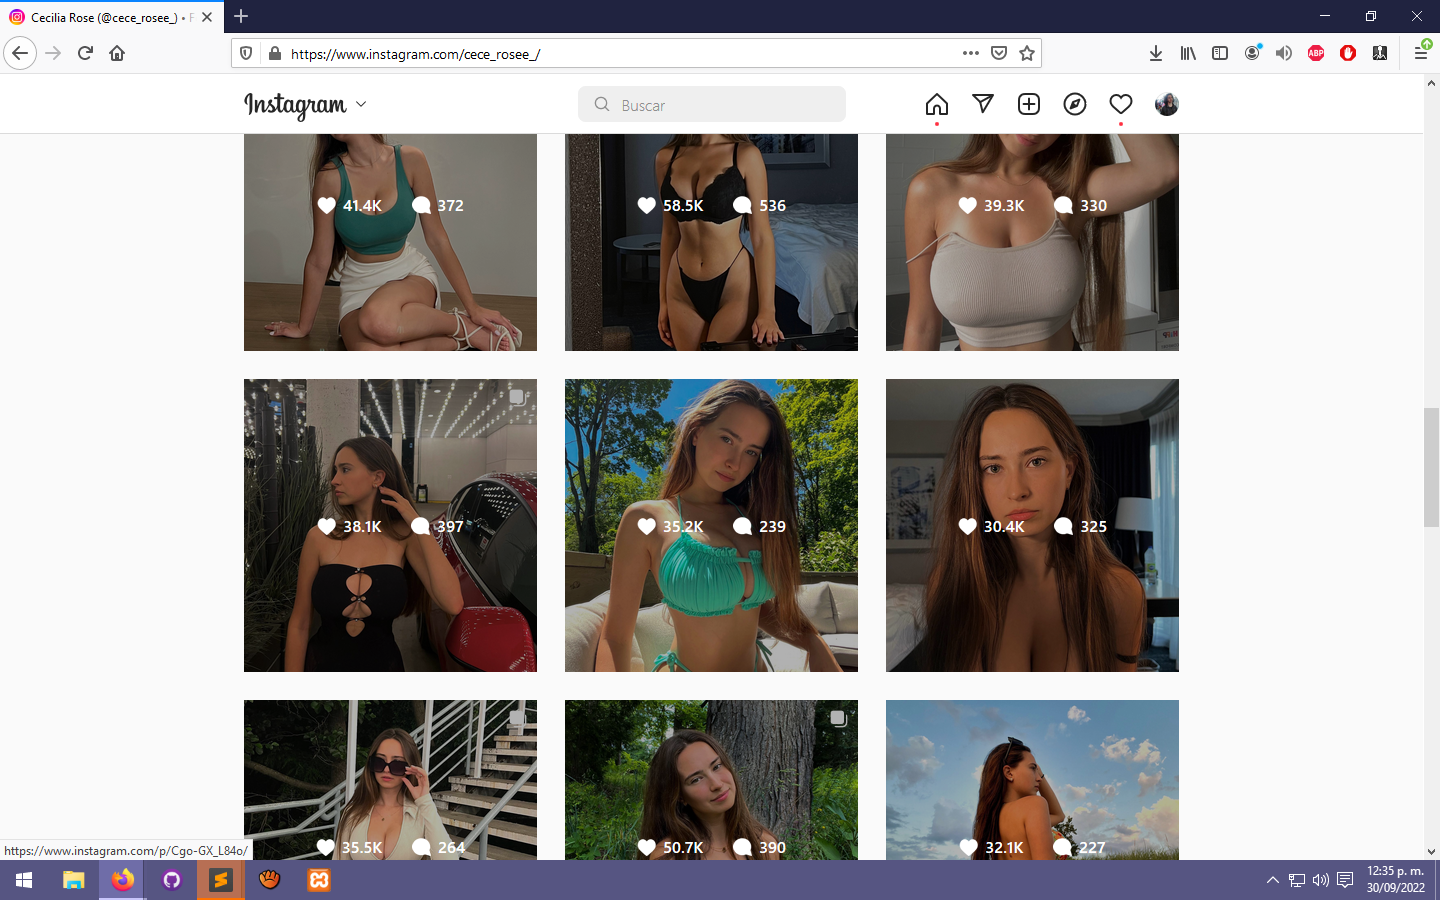 Cecilia Rose (@cece_rosee_) •
https://www.instagram.com/cece_rosee_/
ABP
Instagram
Buscar
41.4K 372
58.5K 536
39.3K 330
38.1K 397
35.2K 239
30.4K 325
35.5K 264
50.7K 390
32.1K 227
https://www.instagram.com/p/Cgo-GX_L84o/
12:35 p. m.
30/09/2022